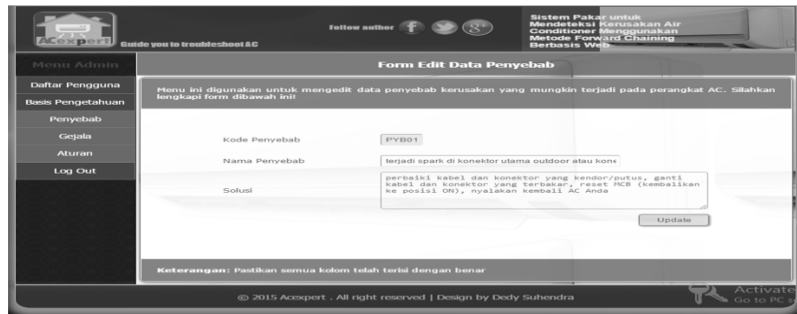 ACexpert
Guide you to troubleshoot AC
Follow author
Sistem Pakar untuk
Mendeteksi Kerusakan Air
Conditioner Menggunakan
Metode Forward Chaining
Berbasis Web
Menu Admin
Daftar Pengguna
Basis Pengetahuan
Penyebab
Gejala
Aturan
Log Out
Form Edit Data Penyebab
Menu ini digunakan untuk mengedit data penyebab kerusakan yang mungkin terjadi pada perangkat AC. Silahkan
lengkapi form dibawah ini!
Kode Penyebab PYB01
Nama Penyebab terjadi spark di konektor utama outdoor atau kone
Solusi
perbaiki kabel dan konektor yang kendor/putus, ganti
kabel dan konektor yang terbakar, reset MCB (kembalikan
ke posisi ON), nyalakan kembali AC Anda
Update
Keterangan: Pastikan semua kolom telah terisi dengan benar
© 2015 Acexpert . All right reserved | Design by Dedy Suhendra
Activate
Go to PC s